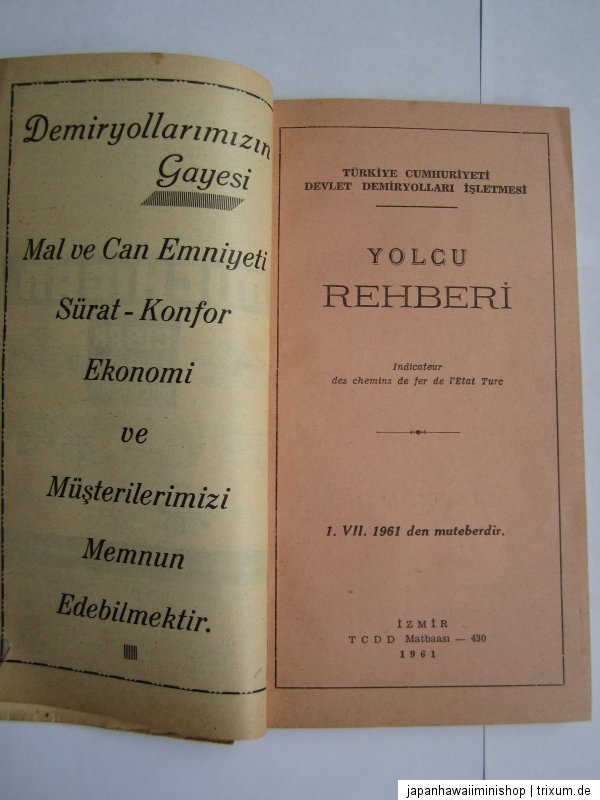 Demiryollarımızın
Gayesi
Mal ve Can Emniyeti
Sürat - Konfor
Ekonomi
ve
Müşterilerimizi
Memnun
Edebilmektir.
TÜRKİYE CUMHURİYETİ
DEVLET DEMİRYOLLARI İŞLETMESİ
YOLCU
REHBERİ
Indicateur
des chemins de fer de l'Etat Turc
1. VII. 1961 den muteberdir.
İZMİR
TCDD Matbaası — 430
1961
japanhawaiiminishop | trixum.de